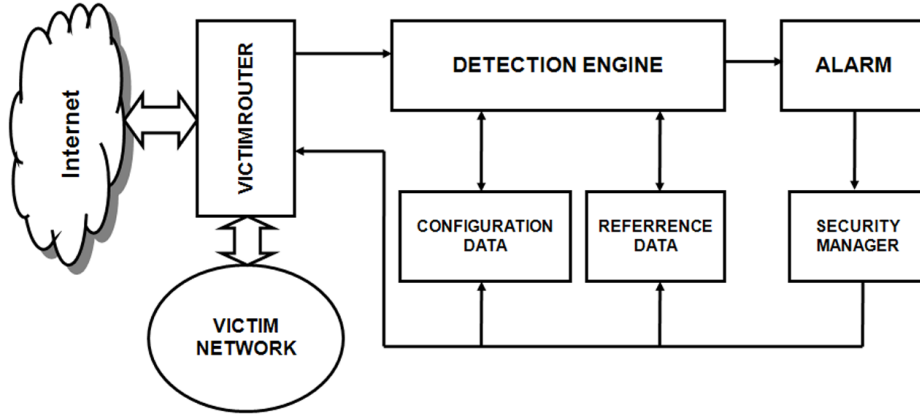 Internet
VICTIMROUTER
DETECTION ENGINE
ALARM
CONFIGURATION
DATA
REFERRENCE
DATA
SECURITY
MANAGER
VICTIM
NETWORK